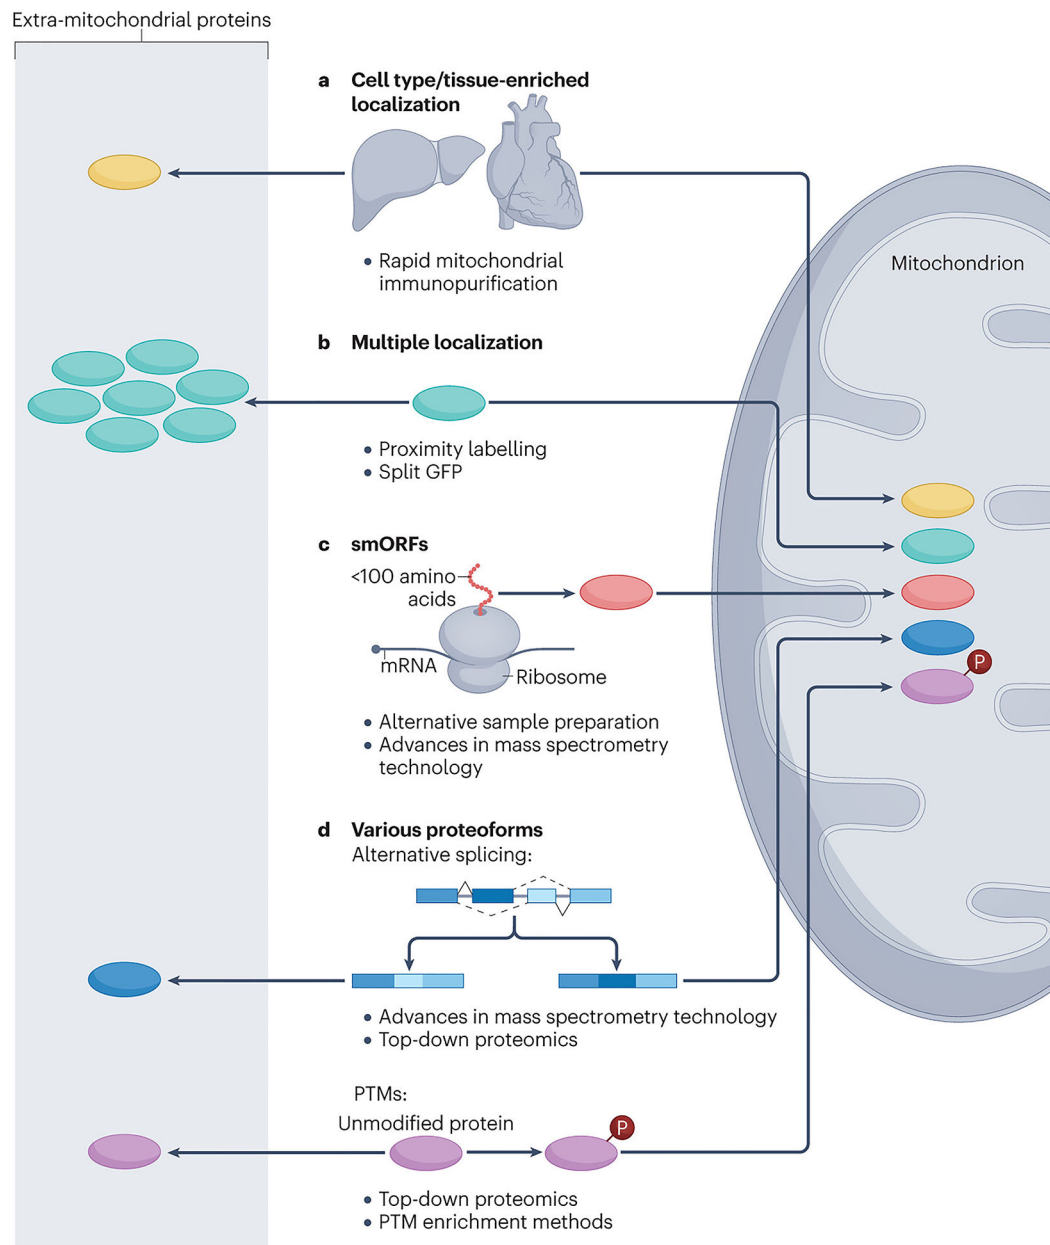 Extra-mitochondrial proteins
a Cell type/tissue-enriched
localization
• Rapid mitochondrial
immunopurification
Mitochondrion
b Multiple localization
• Proximity labelling
• Split GFP
c smORFs
<100 amino
acids
mRNA
Ribosome
P
• Alternative sample preparation
• Advances in mass spectrometry
technology
d Various proteoforms
Alternative splicing:
• Advances in mass spectrometry technology
• Top-down proteomics
PTMs:
Unmodified protein
P
• Top-down proteomics
• PTM enrichment methods